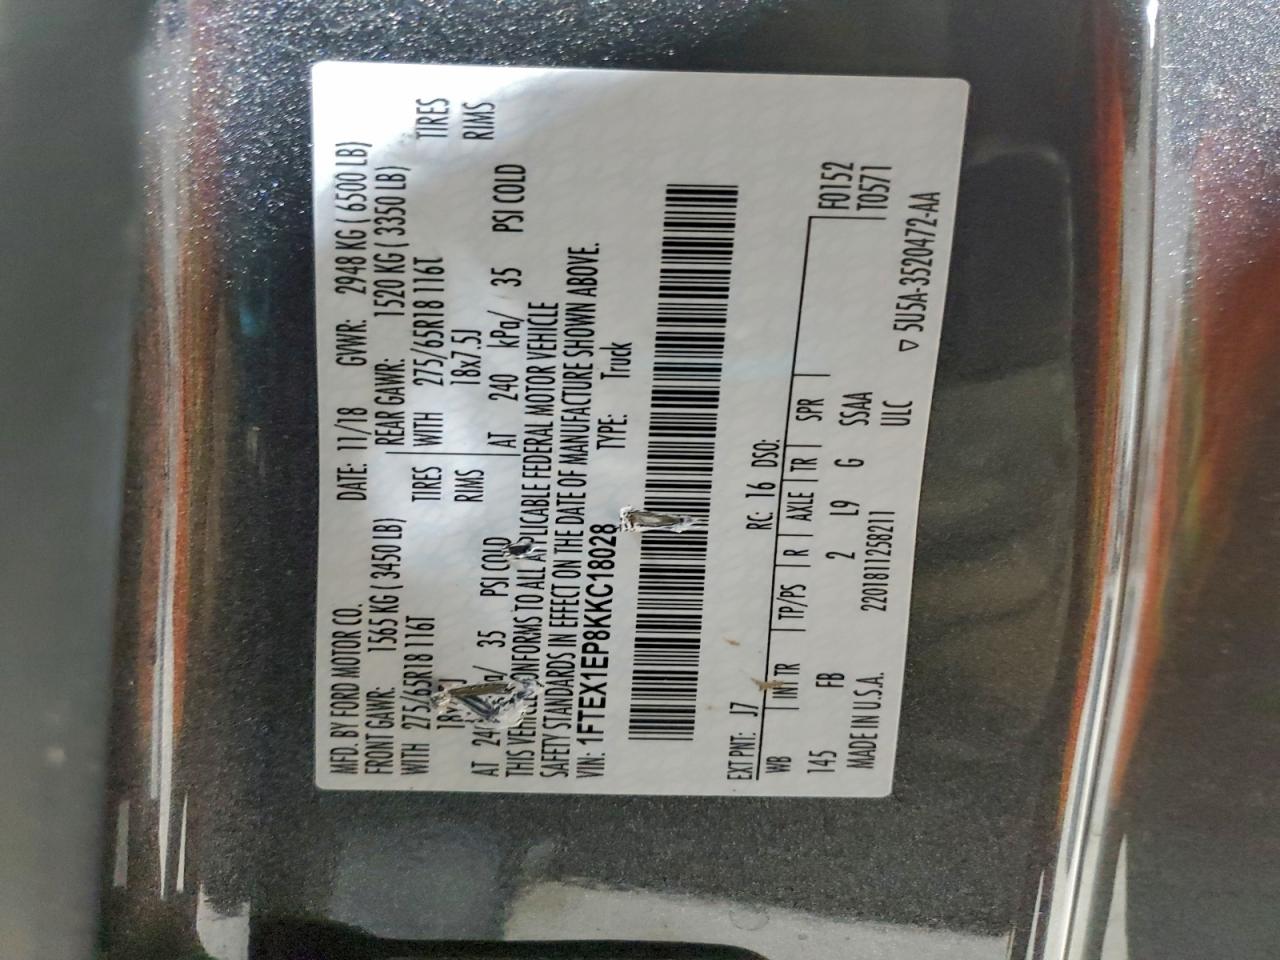 MFD. BY FORD MOTOR CO. DATE: 11/18 GVWR: 2948 KG ( 6500 LB)
FRONT GAWR: 1565 KG ( 3450 LB) REAR GAWR: 1520 KG ( 3350 LB)
WITH 275/65R18 116T TIRES WITH 275/65R18 116T TIRES
RIMS 18x7.5J RIMS
AT 35 PSI COLD AT 240 kPa/ 35 PSI COLD
THIS CONFORMS TO ALL APPLICABLE FEDERAL MOTOR VEHICLE
SAFETY STANDARDS IN EFFECT ON THE DATE OF MANUFACTURE SHOWN ABOVE.
VIN: 1FTEX1EP8KKC18028 TYPE: Truck
EXT PNT: J7 RC: 16 DSO: F0152
WB INT TR TP/PS R AXLE TR SPR T0571
145 FB 2 L9 G SSAA
MADE IN U.S.A. 220181125821 1 ULC ▽ 5U5A-3520472-AA